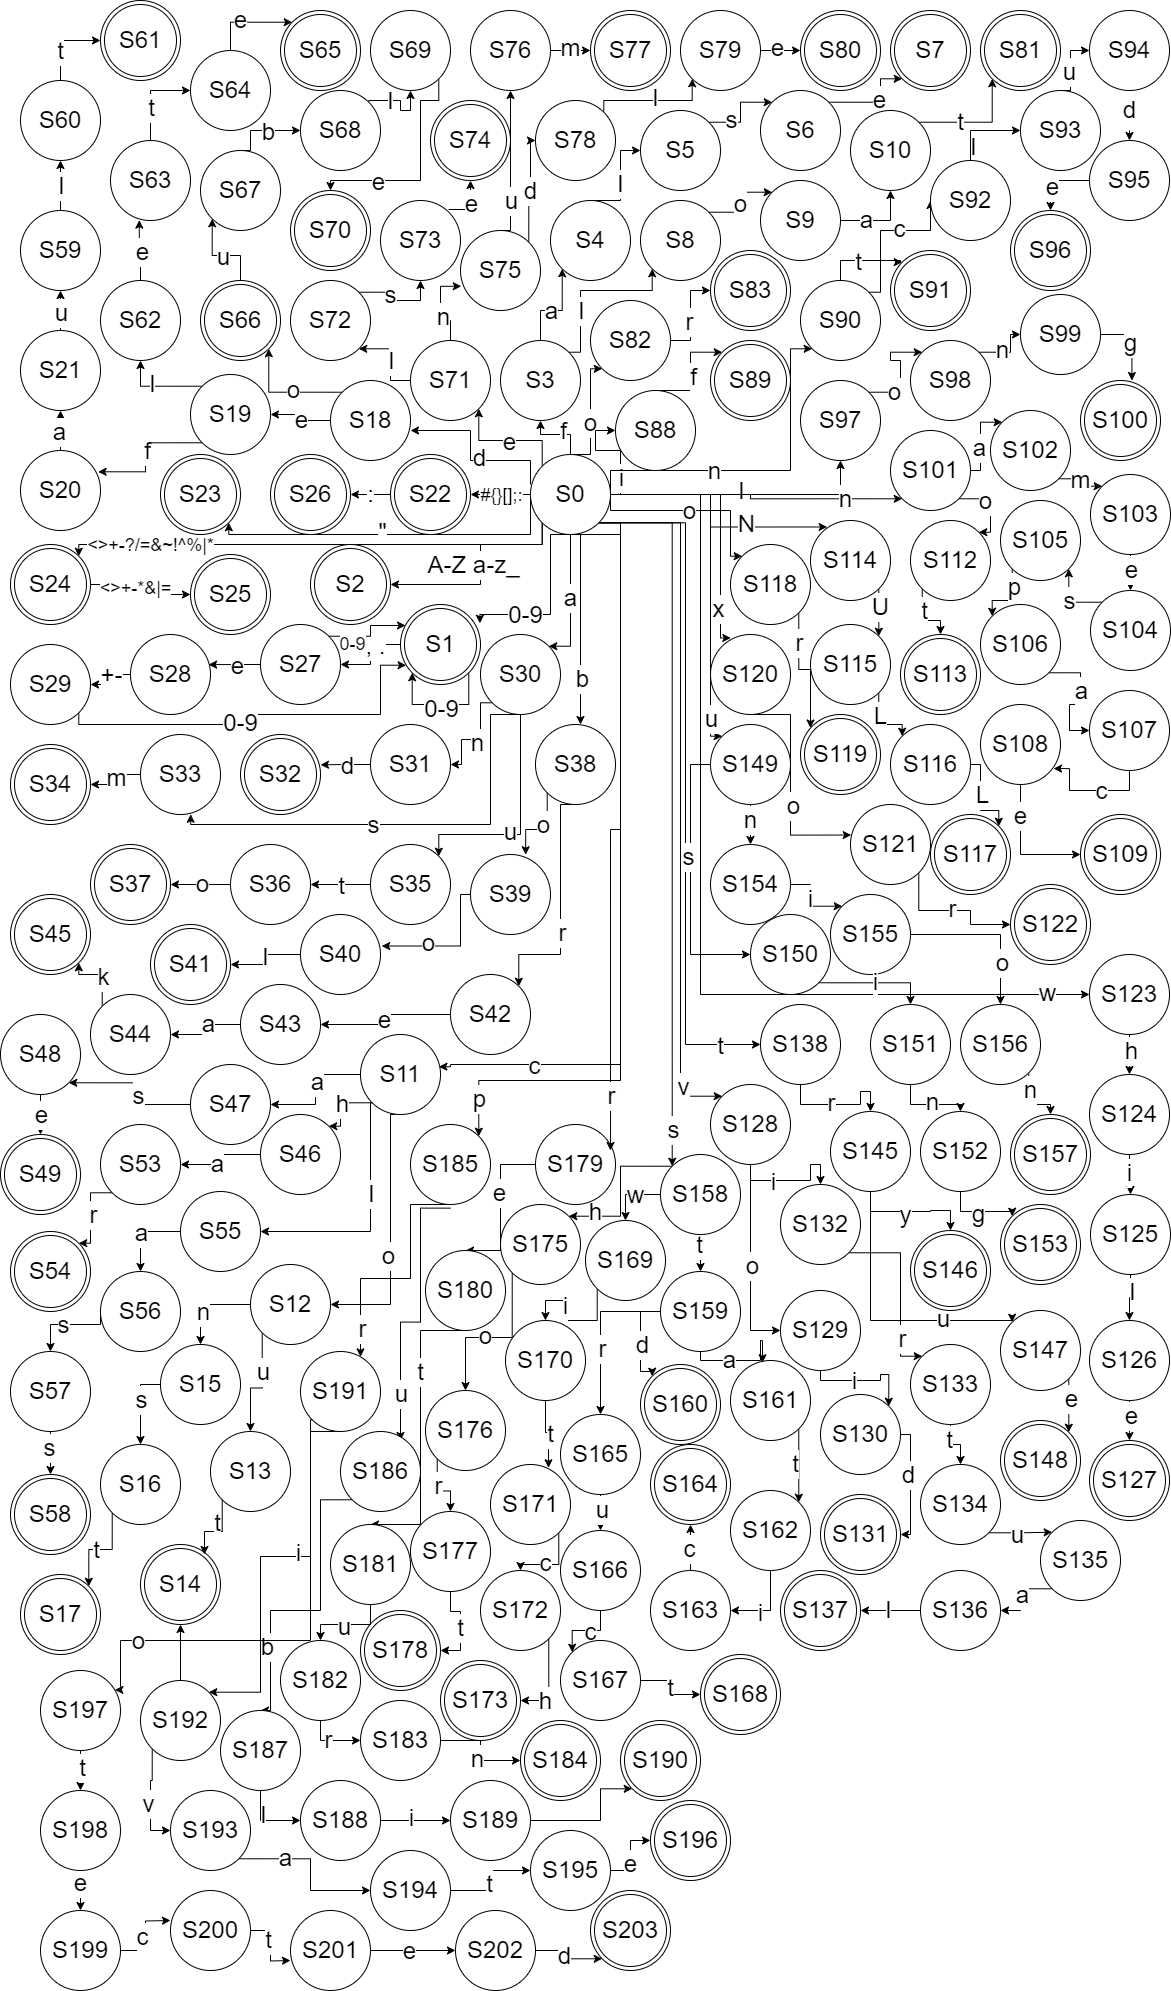 S61
e
S65
S69
S76
m
S77
S79
e
S80
S7
S81
S94
t
S64
l
e
u
S60
t
b
S68
S74
S78
l
S5
s
S6
S10
t
S93
d
l
S63
S67
e
u
d
l
S92
l
S95
e
S59
e
u
S70
S73
e
S4
S8
o
S9
a
c
S96
u
S62
S66
S72
s
S75
n
a
l
S83
t
S91
S21
l
o
l
S71
S3
S82
r
S90
n
S99
g
a
S19
e
S18
e
f
o
S88
f
S89
S97
o
S98
S100
S20
f
d
i
n
S101
a
S102
m
S103
S23
S26
:
S22
#{}[];:
S0
l
n
o
"
o
N
S24
<>+-?/=&~!^%|*
A-Z a-z_
S118
S114
S112
S105
e
<>+-*&|=
S25
S2
a
0-9
x
r
U
t
p
s
S104
S29
+-
S28
e
S27
0-9, .
S1
S30
b
S120
S115
S113
S106
a
0-9
0-9
n
u
L
S34
m
S33
S32
d
S31
S38
S149
S119
S116
S108
S107
s
u
o
n
o
L
e
c
S37
o
S36
t
S35
S39
s
S154
S121
S117
S109
S45
S41
l
S40
o
r
i
r
S122
k
S150
S155
o
S44
a
S43
e
S42
i
w
S123
S48
S11
c
t
S138
S151
S156
h
s
S47
a
h
p
r
v
S128
r
n
n
S124
e
S53
a
S46
S185
S179
s
S145
S152
S157
i
S49
r
l
e
w
S158
i
y
g
S54
a
S55
o
S175
h
S169
t
S132
S146
S153
S125
S56
S12
S180
i
S159
o
l
s
n
r
o
d
S129
u
S147
S126
S57
S15
u
u
t
S170
r
a
r
e
e
s
s
S191
S176
S160
S161
i
S133
S58
S16
S13
S186
r
t
S165
S164
t
S130
d
t
S148
S127
t
t
i
S181
S177
S171
u
S162
S131
S134
u
S17
S14
c
S166
c
S135
o
b
u
S178
t
S172
c
S163
i
S137
l
S136
a
S197
S192
S182
S173
h
S167
t
S168
t
v
S187
r
S183
n
S184
S190
S198
S193
l
S188
i
S189
S196
e
a
S194
t
S195
e
S199
c
S200
t
S201
e
S202
d
S203